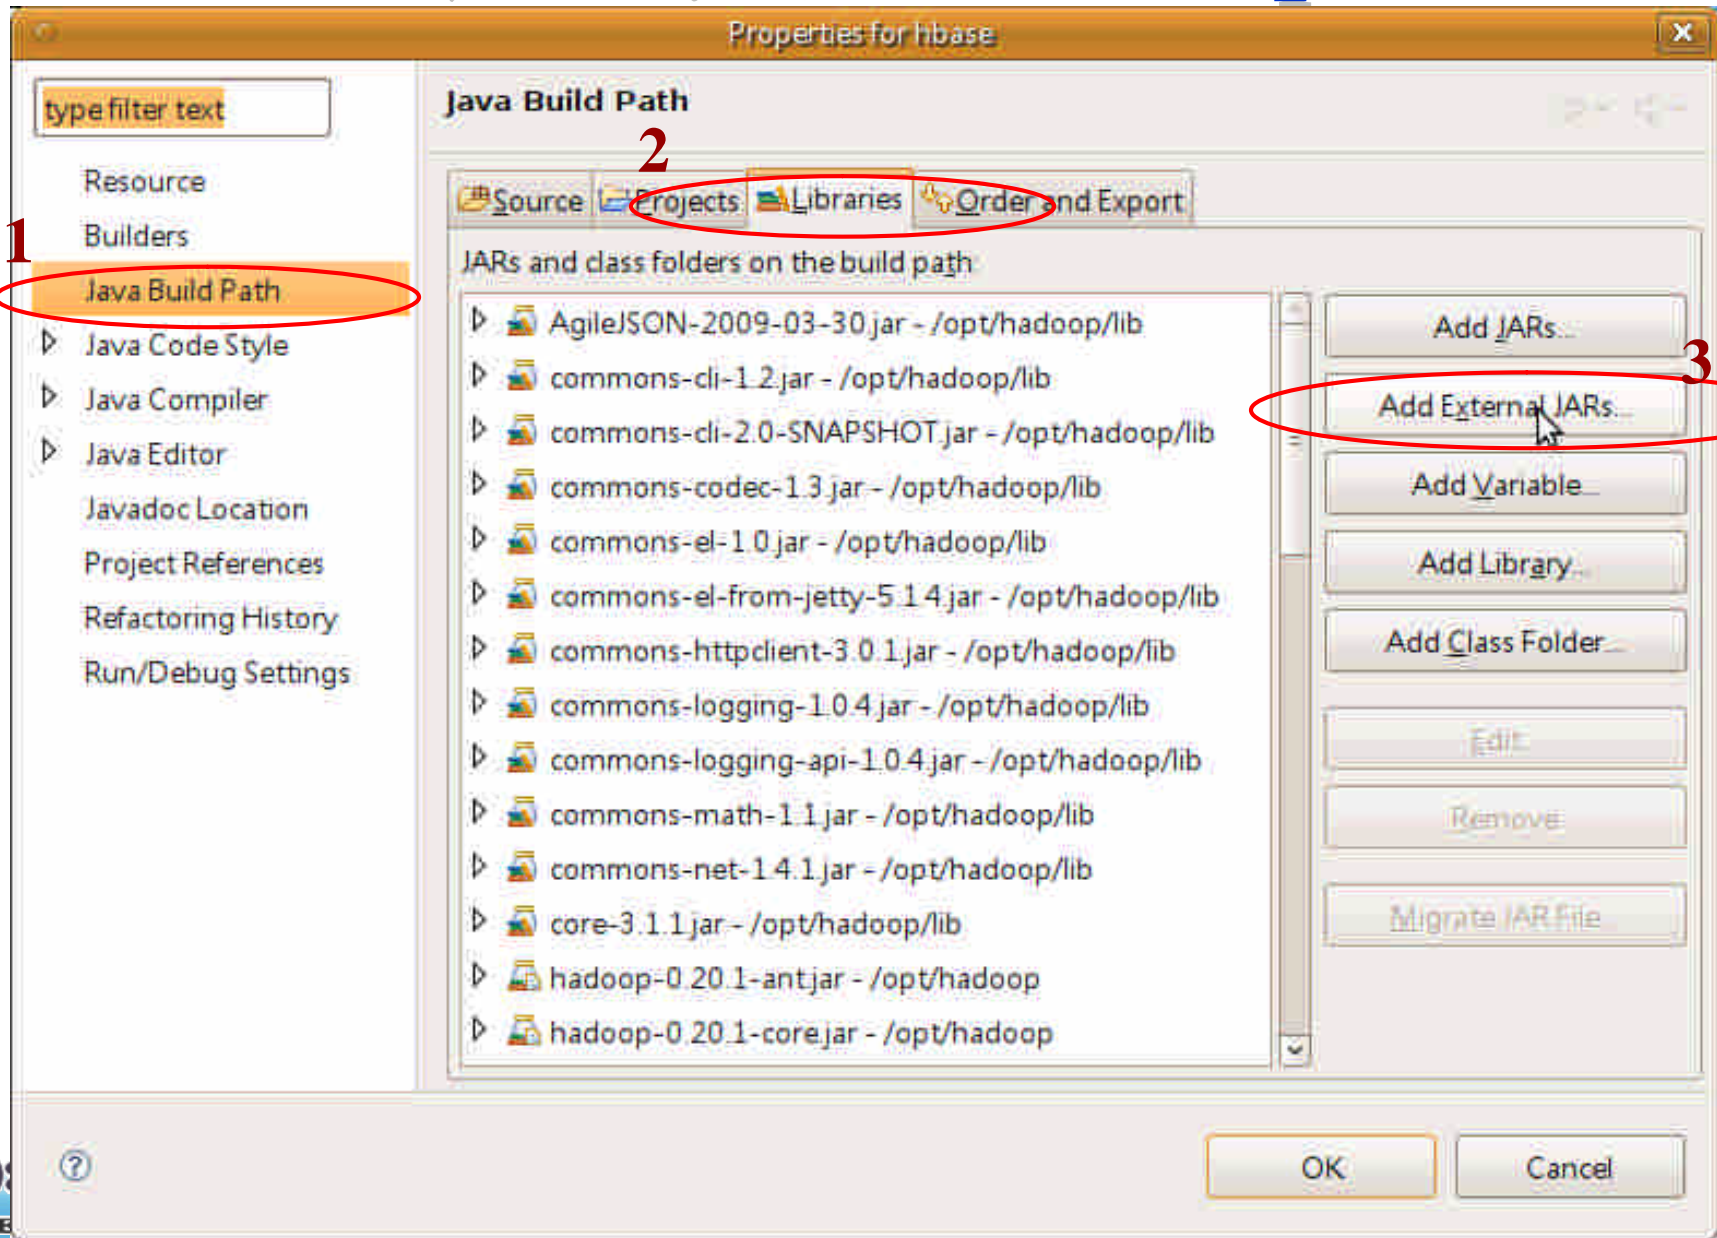 Properties for hbase
type filter text
Resource
Builders
1
Java Build Path
Java Code Style
Java Compiler
Java Editor
Javadoc Location
Project References
Refactoring History
Run/Debug Settings
Java Build Path
2
Source Projects Libraries Order and Export
JARs and class folders on the build path
AgileJSON-2009-03-30.jar - /opt/hadoop/lib
commons-cli-1.2.jar - /opt/hadoop/lib
commons-cli-2.0-SNAPSHOT.jar - /opt/hadoop/lib
commons-codec-1.3.jar - /opt/hadoop/lib
commons-el-1.0.jar - /opt/hadoop/lib
commons-el-from-jetty-5.1.4.jar - /opt/hadoop/lib
commons-httpclient-3.0.1.jar - /opt/hadoop/lib
commons-logging-1.0.4.jar - /opt/hadoop/lib
commons-logging-api-1.0.4.jar - /opt/hadoop/lib
commons-math-1.1.jar - /opt/hadoop/lib
commons-net-1.4.1.jar - /opt/hadoop/lib
core-3.1.1.jar - /opt/hadoop/lib
hadoop-0.20.1-ant.jar - /opt/hadoop
hadoop-0.20.1-core.jar - /opt/hadoop
Add JARs...
3
Add External JARs...
Add Variable...
Add Library...
Add Class Folder...
Edit...
Remove
Migrate JAR File...
OK
Cancel